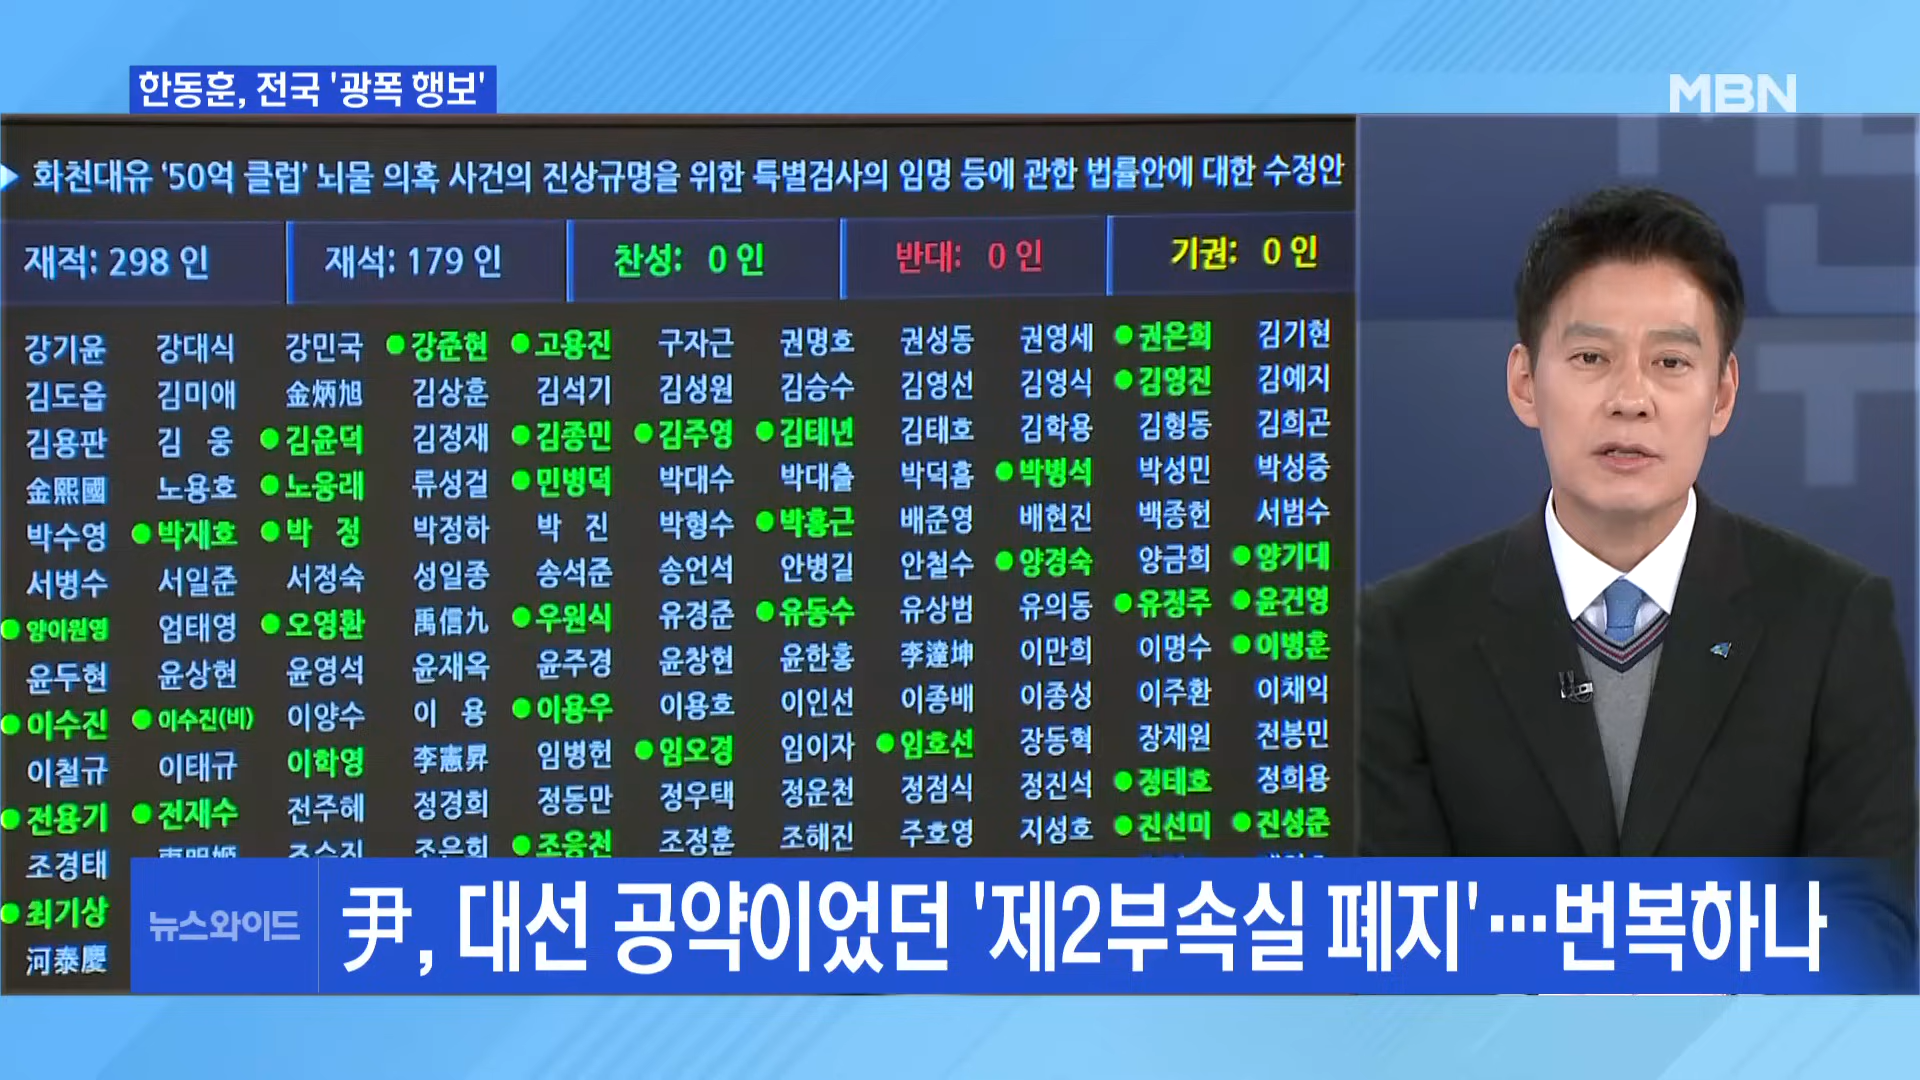 한동훈, 전국 '광폭 행보'
MBN
화천대유 '50억 클럽' 뇌물 의혹 사건의 진상규명을 위한 특별검사의 임명 등에 관한 법률안에 대한 수정안
재적: 298 인 재석: 179 인 찬성: 0 인 반대: 0 인 기권: 0 인
강기윤 강대식 강민국 강준현 고용진 구자근 권명호 권성동 권영세 권은희 김기현
김도읍 김미애 金炳旭 김상훈 김석기 김성원 김승수 김영선 김영식 김영진 김예지
김용판 김 웅 김윤덕 김정재 김종민 김주영 김태년 김태호 김학용 김형동 김희곤
金熙國 노용호 노웅래 류성걸 민병덕 박대수 박대출 박덕흠 박병석 박성민 박성중
박수영 박재호 박 정 박정하 박 진 박형수 박홍근 배준영 배현진 백종헌 서범수
서병수 서일준 서정숙 성일종 송석준 송언석 안병길 안철수 양경숙 양금희 양기대
양이원영 엄태영 오영환 禹信九 우원식 유경준 유동수 유상범 유의동 유정주 윤건영
윤두현 윤상현 윤영석 윤재옥 윤주경 윤창현 윤한홍 李達坤 이만희 이명수 이병훈
이수진 이수진(비) 이양수 이 용 이용우 이용호 이인선 이종배 이종성 이주환 이채익
이철규 이태규 이학영 李憲昇 임병헌 임오경 임이자 임호선 장동혁 장제원 전봉민
전용기 전재수 전주혜 정경희 정동만 정우택 정운천 정점식 정진석 정태호 정희용
조경태 조수진 조은희 조응천 조정훈 조해진 주호영 지성호 진선미 진성준
최기상
河泰慶
뉴스와이드
尹, 대선 공약이었던 '제2부속실 폐지'…번복하나